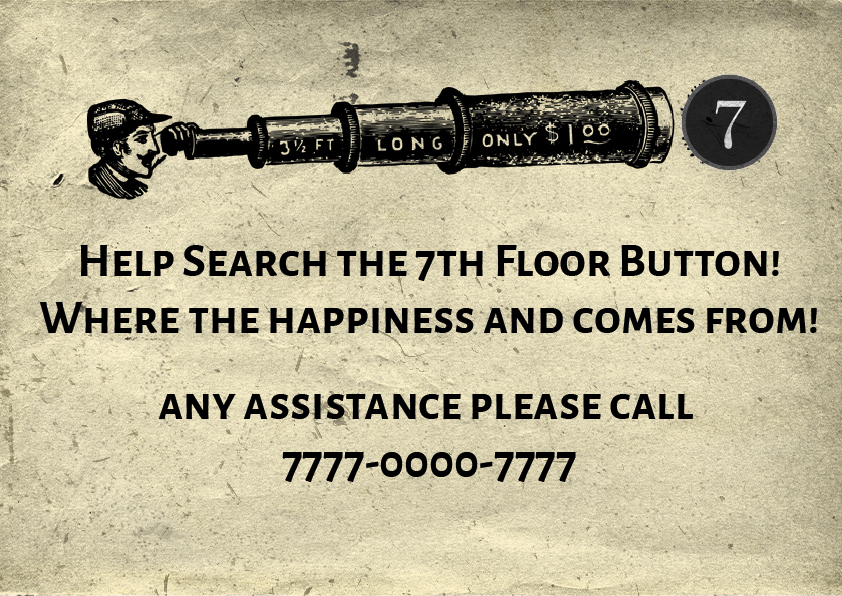 3½ FT LONG ONLY $1.00
7
Help Search the 7th Floor Button!
Where the happiness and comes from!
any assistance please call
7777-0000-7777